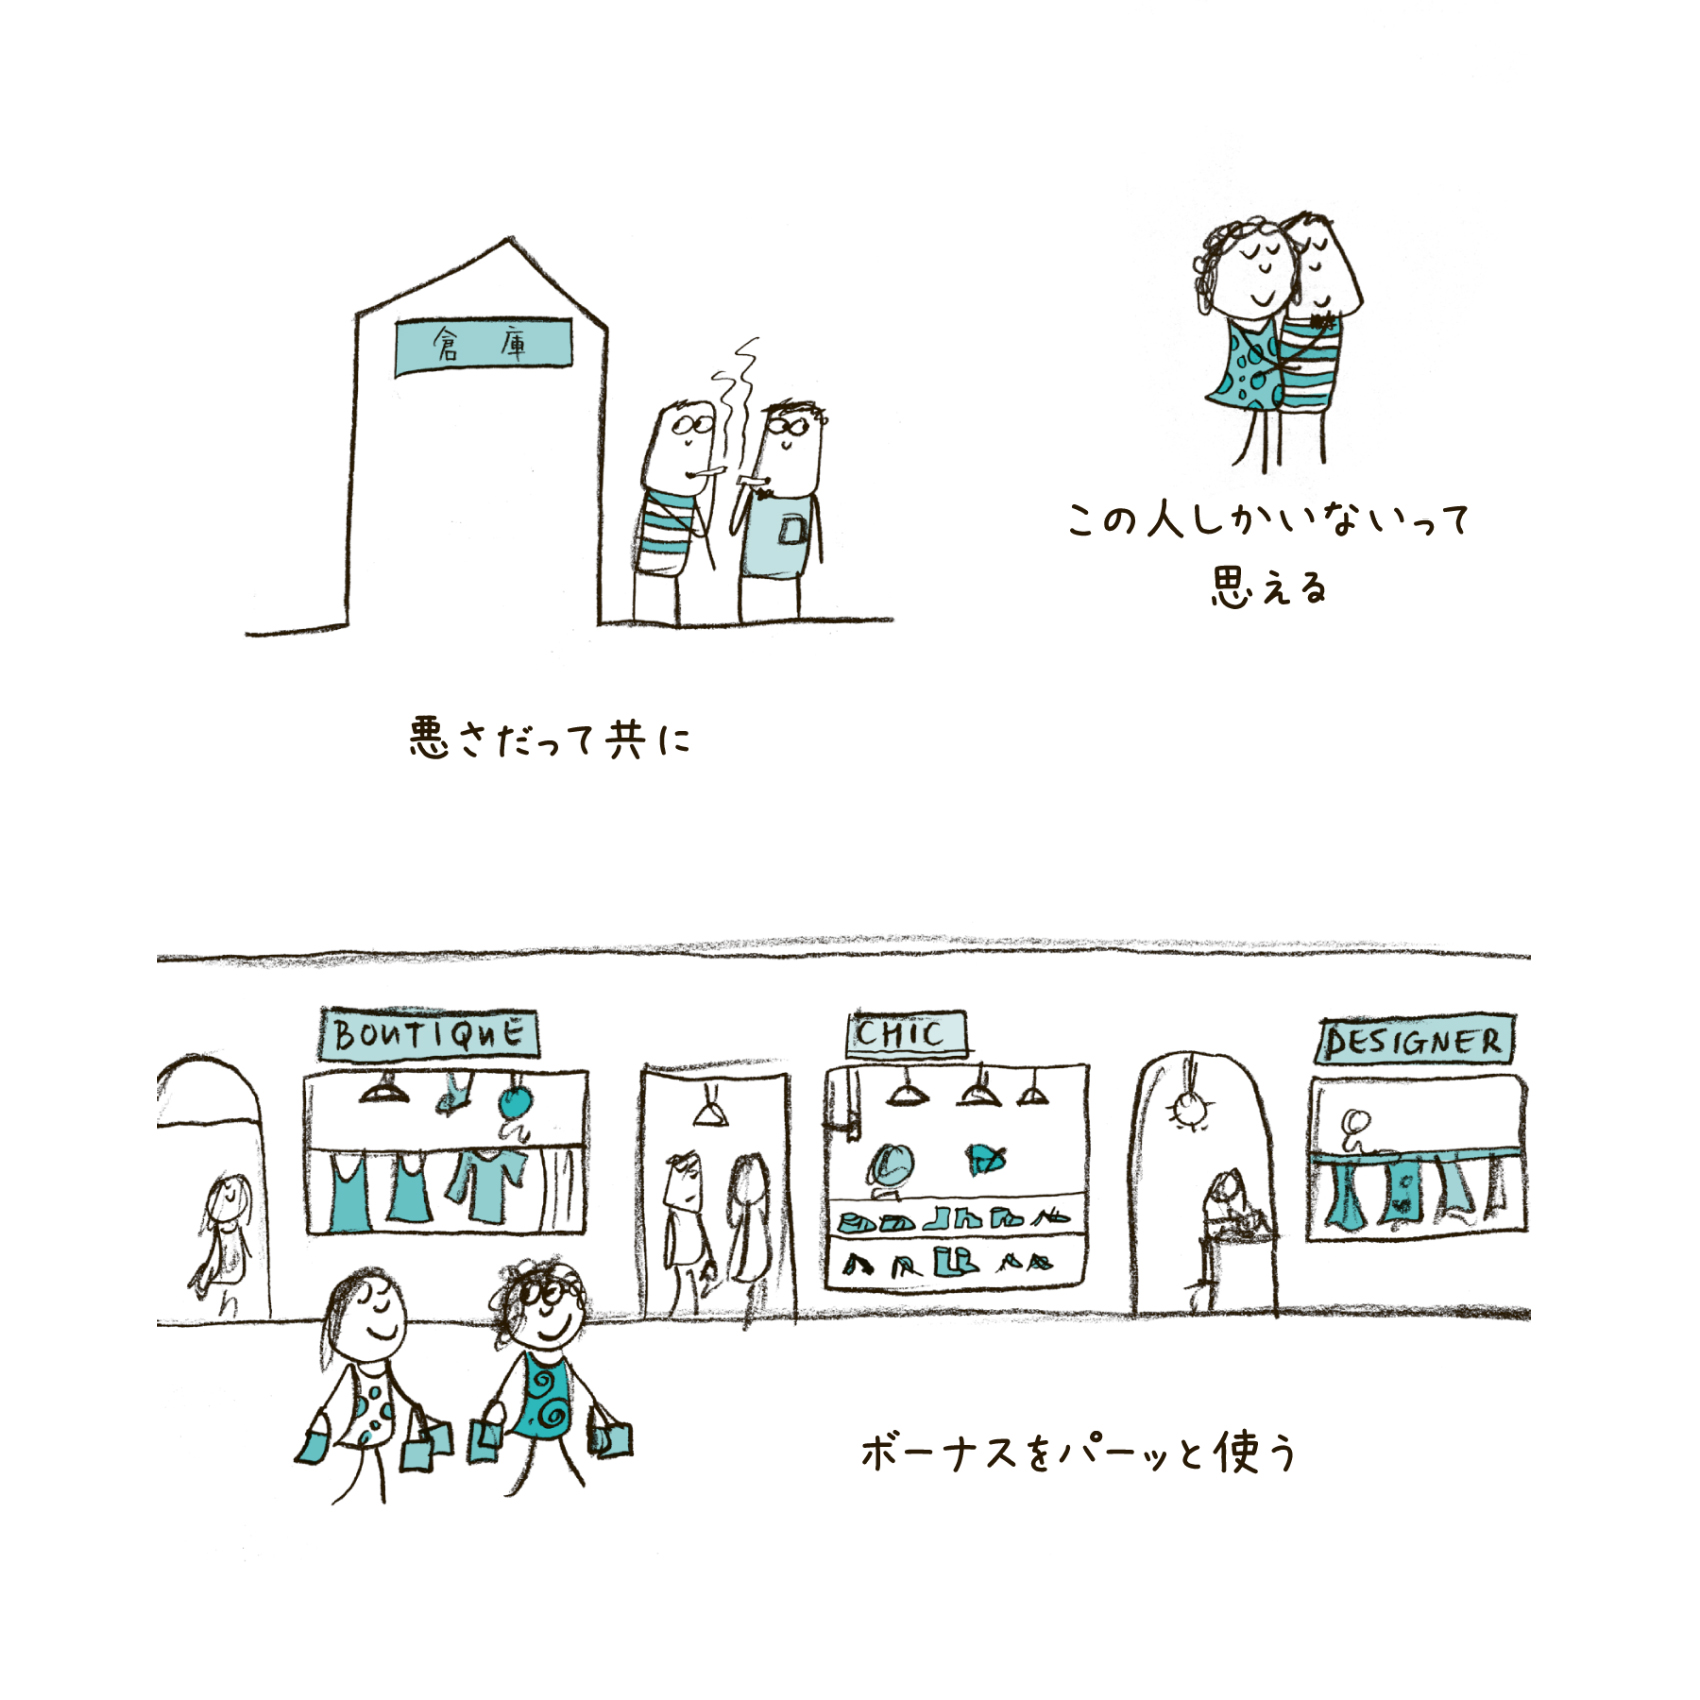 倉庫
悪さだって共に
この人しかいないって
思える
BOUTIQUE
CHIC
DESIGNER
ボーナスをパーッと使う